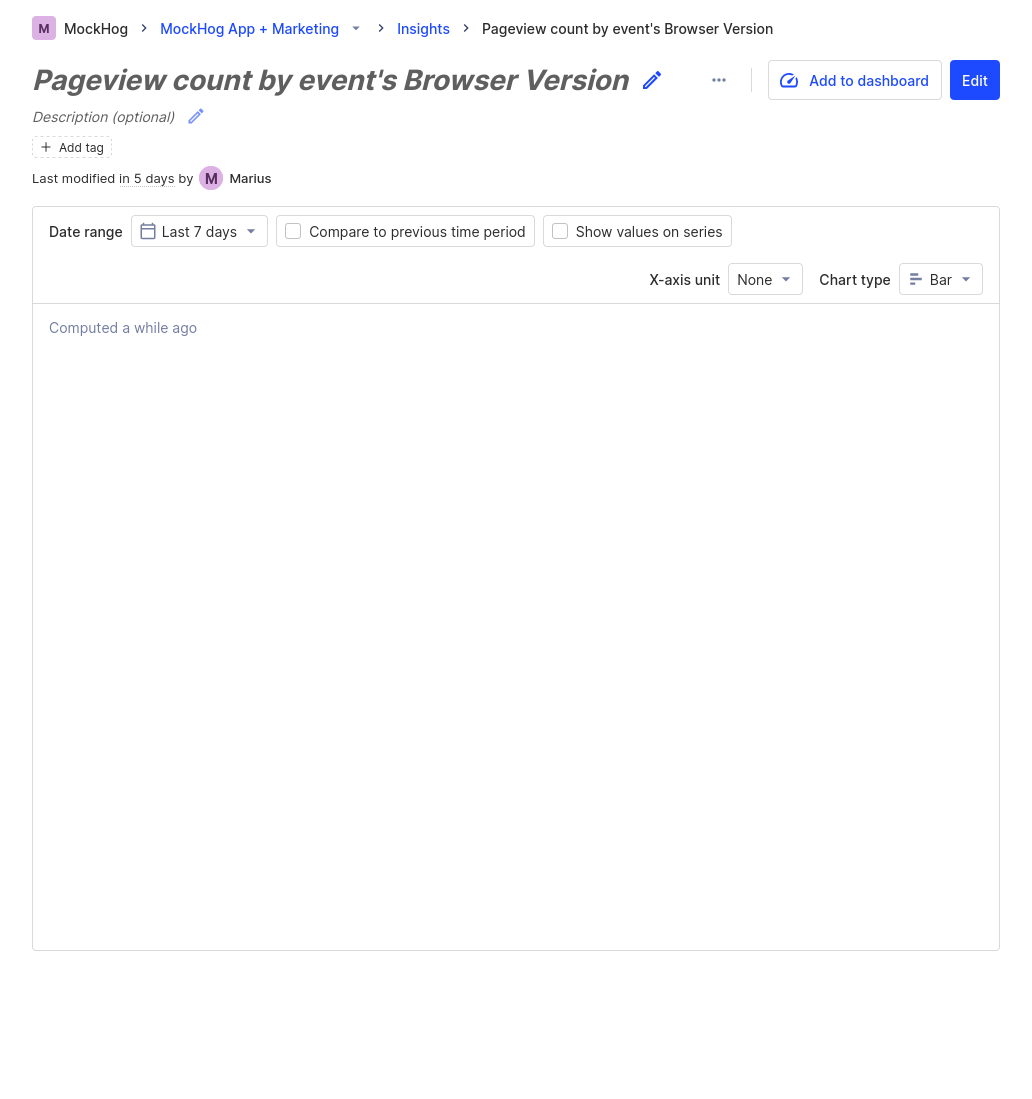 M MockHog MockHog App + Marketing Insights Pageview count by event's Browser Version
Pageview count by event's Browser Version
Add to dashboard
Edit
Description (optional)
Add tag
Last modified in 5 days by M Marius
Date range Last 7 days Compare to previous time period Show values on series
X-axis unit None Chart type Bar
Computed a while ago